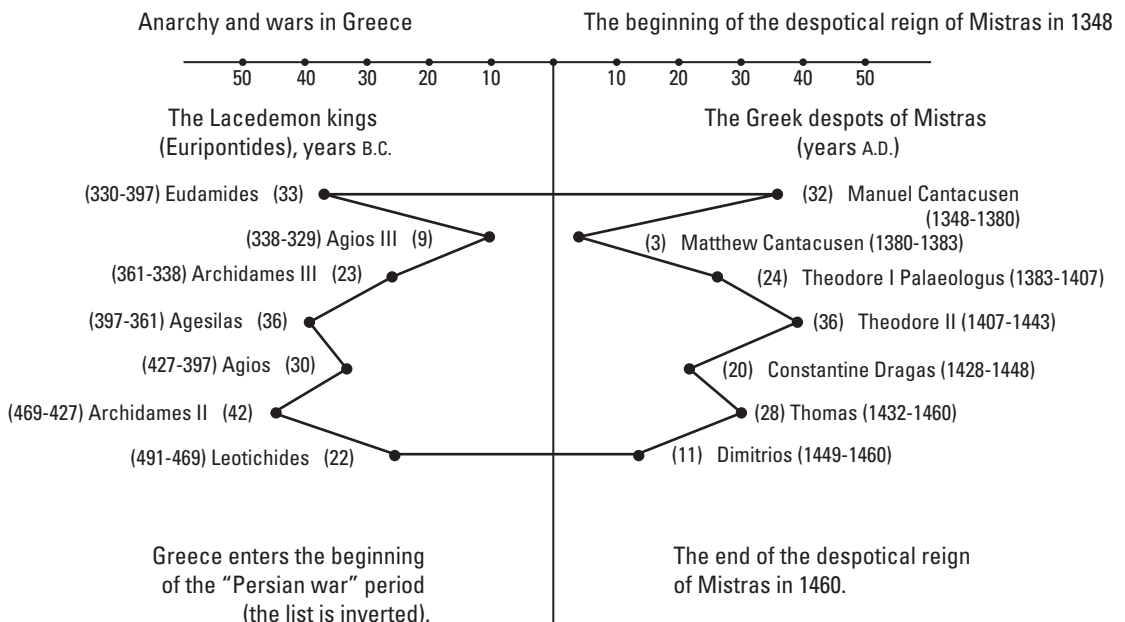 Anarchy and wars in Greece
The beginning of the despotical reign of Mistras in 1348
50 40 30 20 10 10 20 30 40 50
The Lacedemon kings
(Euripontides), years B.C.
The Greek despots of Mistras
(years A.D.)
(330-397) Eudamides (33)
(32) Manuel Cantacusen
(1348-1380)
(338-329) Agios III (9)
(3) Matthew Cantacusen (1380-1383)
(361-338) Archidames III (23)
(24) Theodore I Palaeologus (1383-1407)
(397-361) Agesilas (36)
(36) Theodore II (1407-1443)
(427-397) Agios (30)
(20) Constantine Dragas (1428-1448)
(469-427) Archidames II (42)
(28) Thomas (1432-1460)
(491-469) Leotichides (22)
(11) Dimitrios (1449-1460)
Greece enters the beginning
of the “Persian war” period
(the list is inverted).
The end of the despotical reign
of Mistras in 1460.